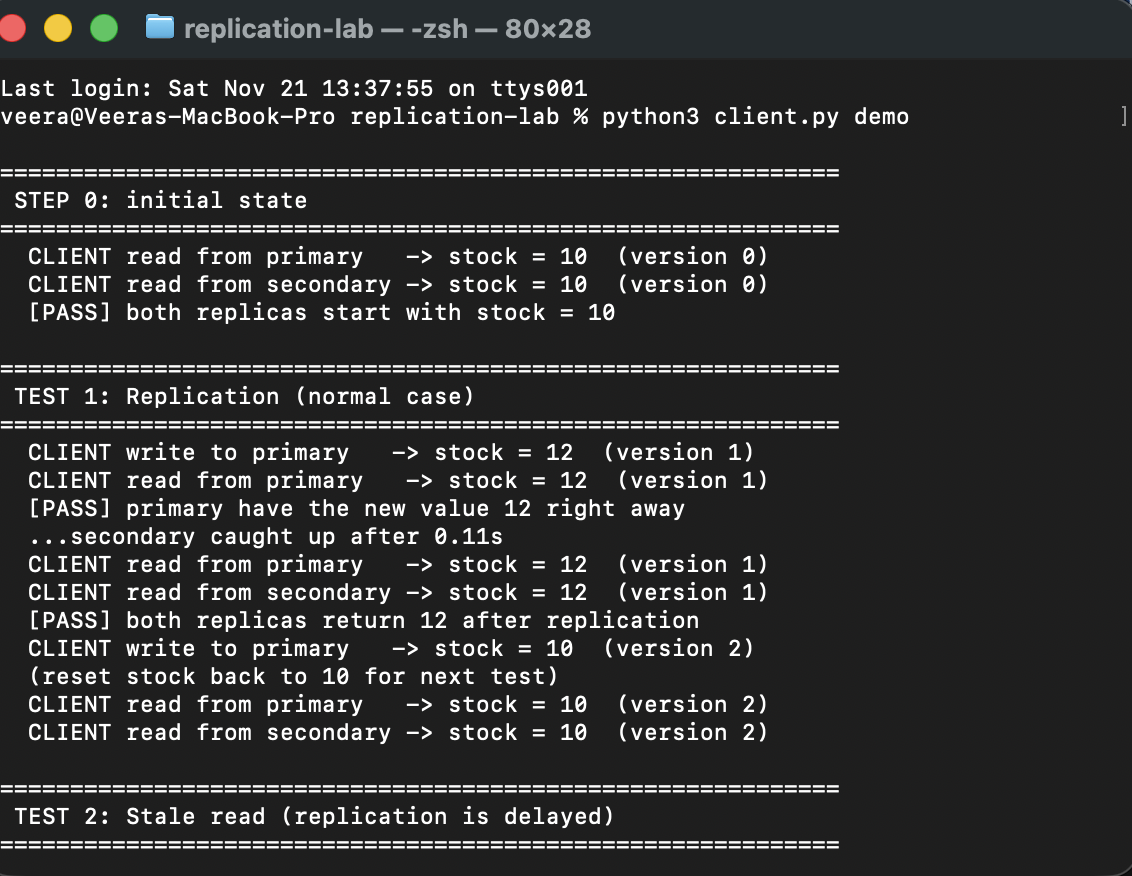 replication-lab — -zsh — 80×28
Last login: Sat Nov 21 13:37:55 on ttys001
veera@Veeras-MacBook-Pro replication-lab % python3 client.py demo ]
============================================================
 STEP 0: initial state
============================================================
  CLIENT read from primary   -> stock = 10  (version 0)
  CLIENT read from secondary -> stock = 10  (version 0)
  [PASS] both replicas start with stock = 10
============================================================
 TEST 1: Replication (normal case)
============================================================
  CLIENT write to primary   -> stock = 12  (version 1)
  CLIENT read from primary   -> stock = 12  (version 1)
  [PASS] primary have the new value 12 right away
  ...secondary caught up after 0.11s
  CLIENT read from primary   -> stock = 12  (version 1)
  CLIENT read from secondary -> stock = 12  (version 1)
  [PASS] both replicas return 12 after replication
  CLIENT write to primary   -> stock = 10  (version 2)
  (reset stock back to 10 for next test)
  CLIENT read from primary   -> stock = 10  (version 2)
  CLIENT read from secondary -> stock = 10  (version 2)
============================================================
 TEST 2: Stale read (replication is delayed)
============================================================